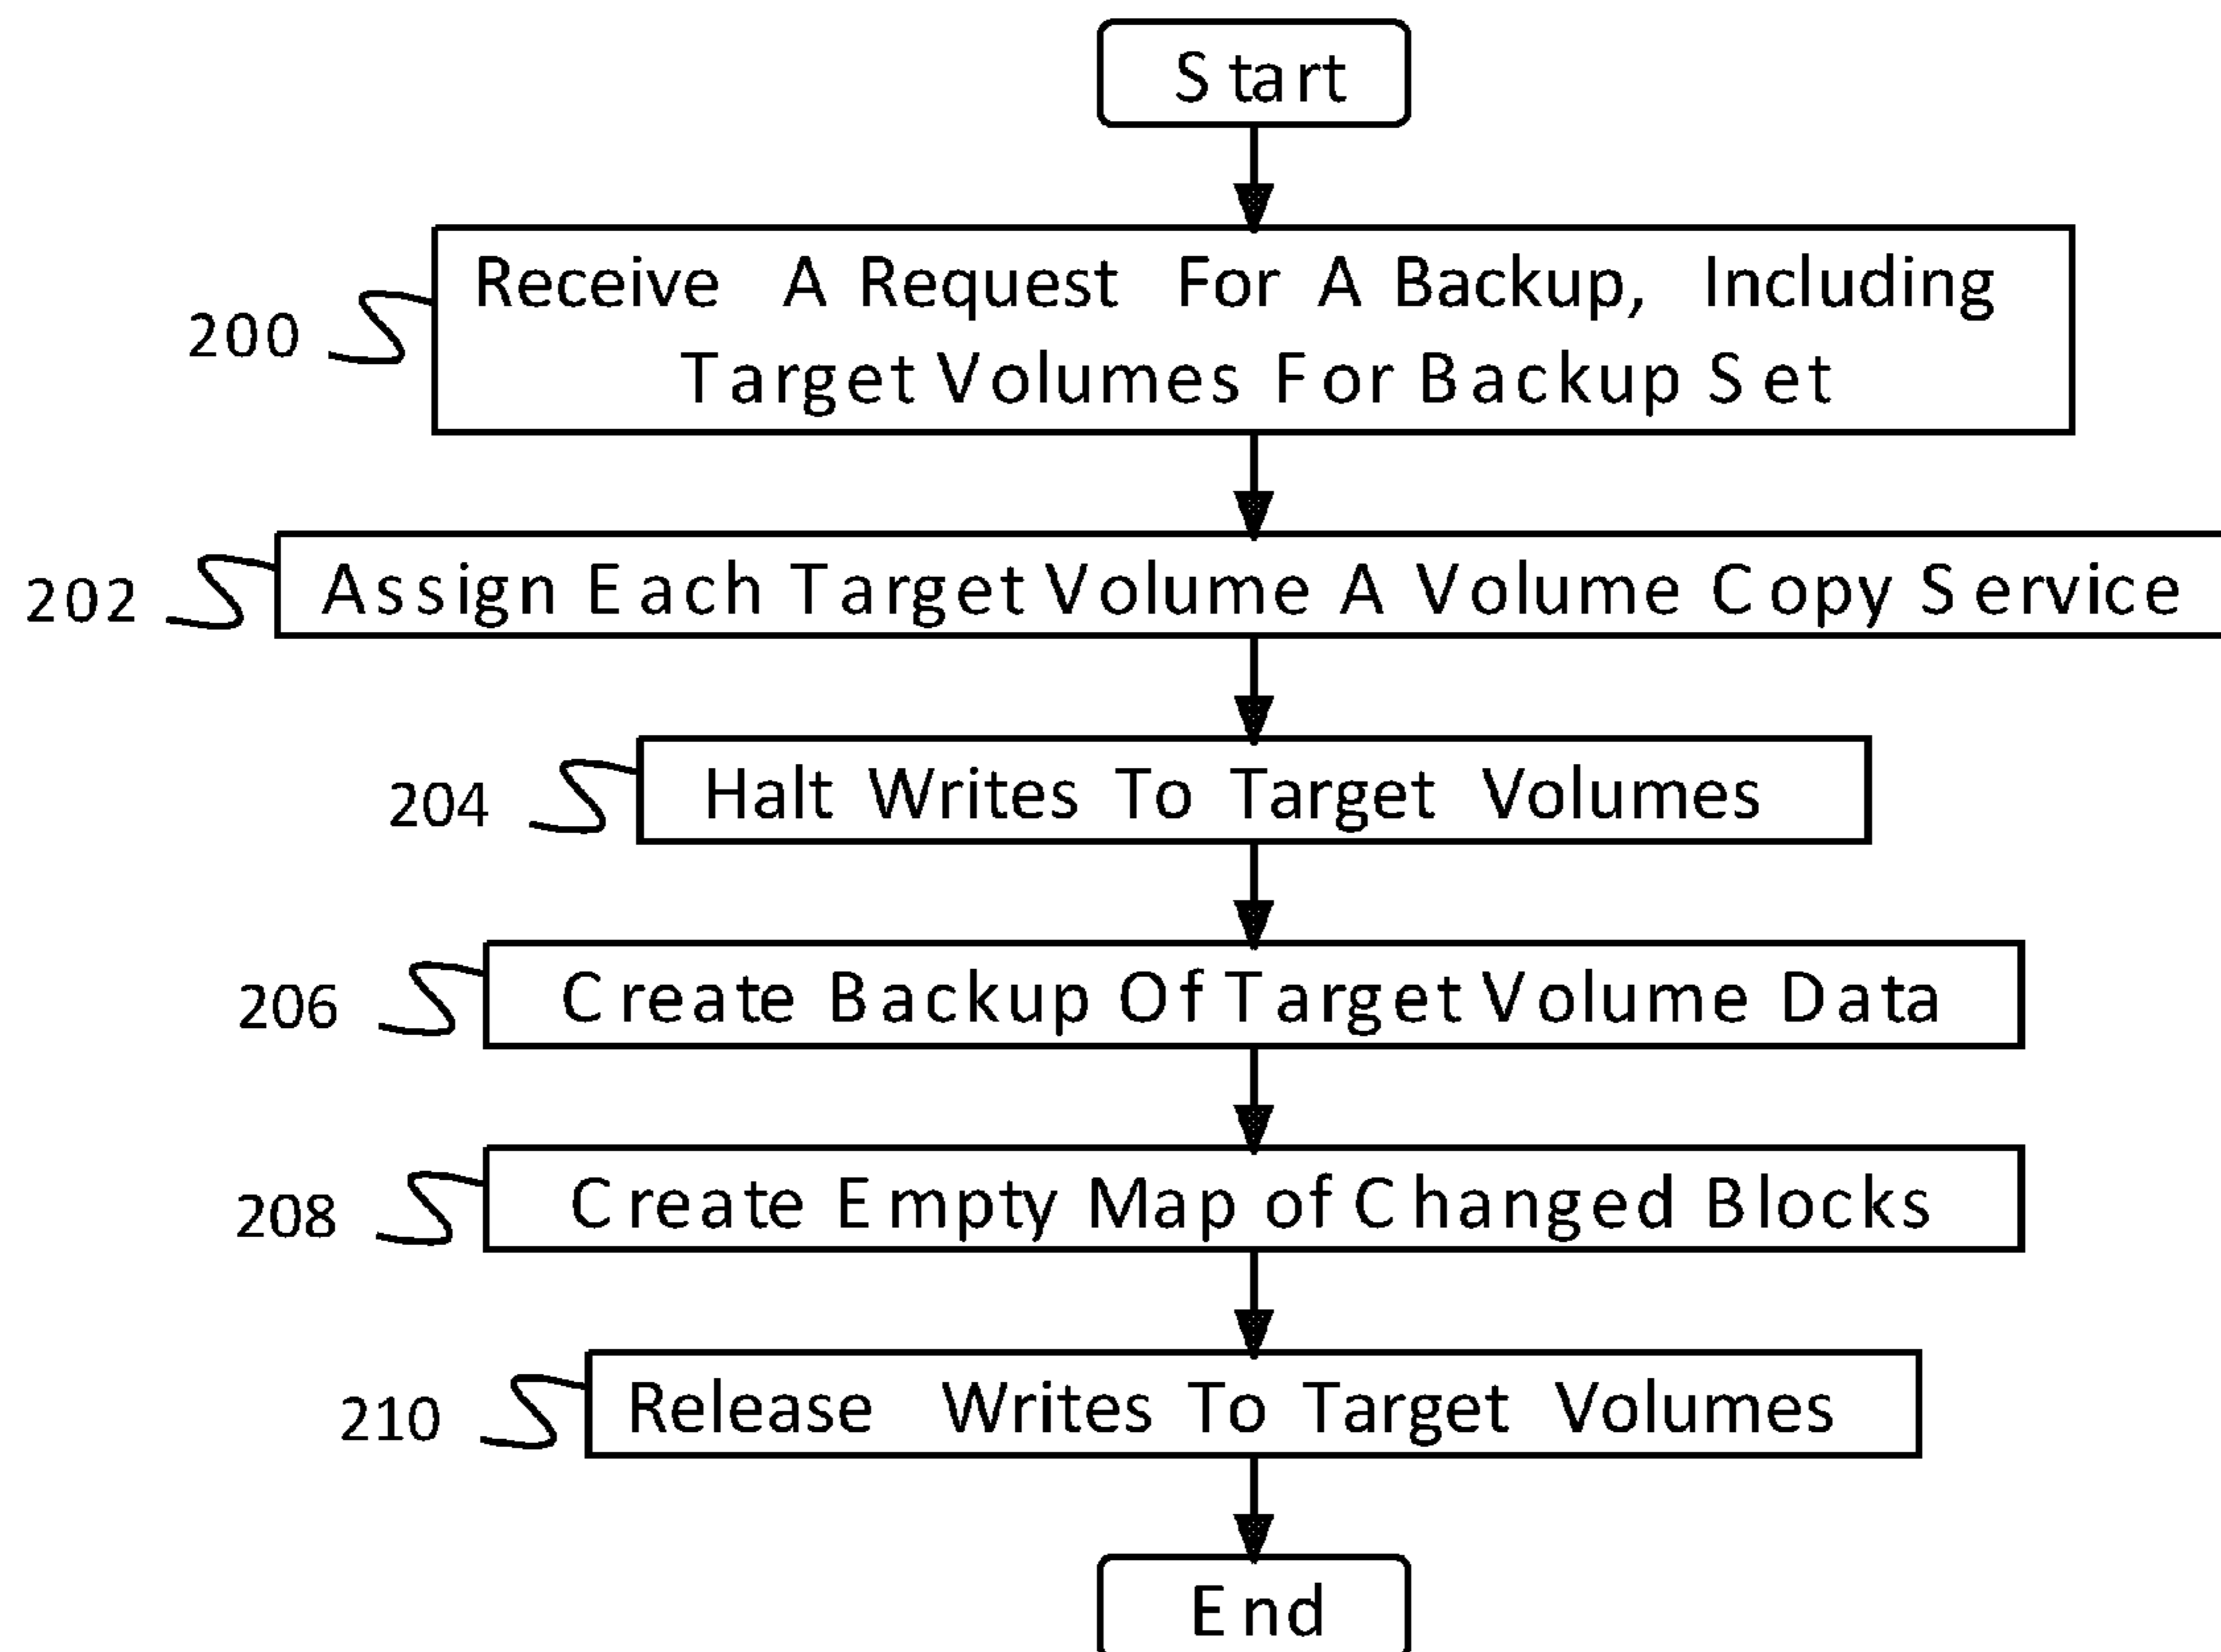 Start
Receive A Request For A Backup, Including
Target Volumes For Backup Set
200
Assign Each Target Volume A Volume Copy Service
202
Halt Writes To Target Volumes
204
Create Backup Of Target Volume Data
206
Create Empty Map of Changed Blocks
208
Release Writes To Target Volumes
210
End